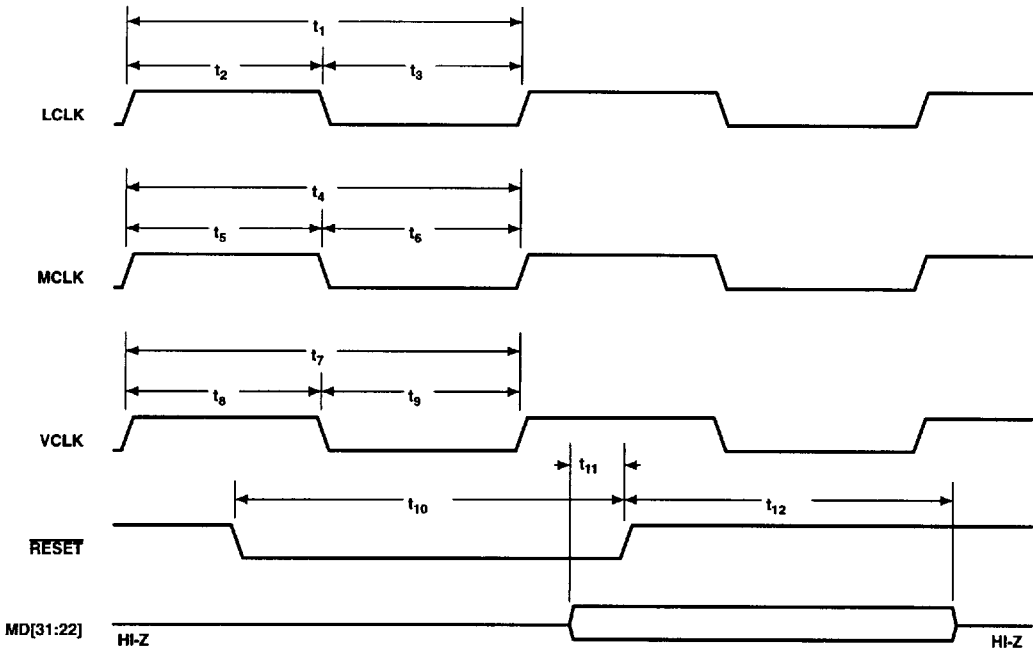 t1
t2
t3
LCLK
t4
t5
t6
MCLK
t7
t8
t9
VCLK
t11
t10
t12
RESET
MD[31:22]
HI-Z
HI-Z